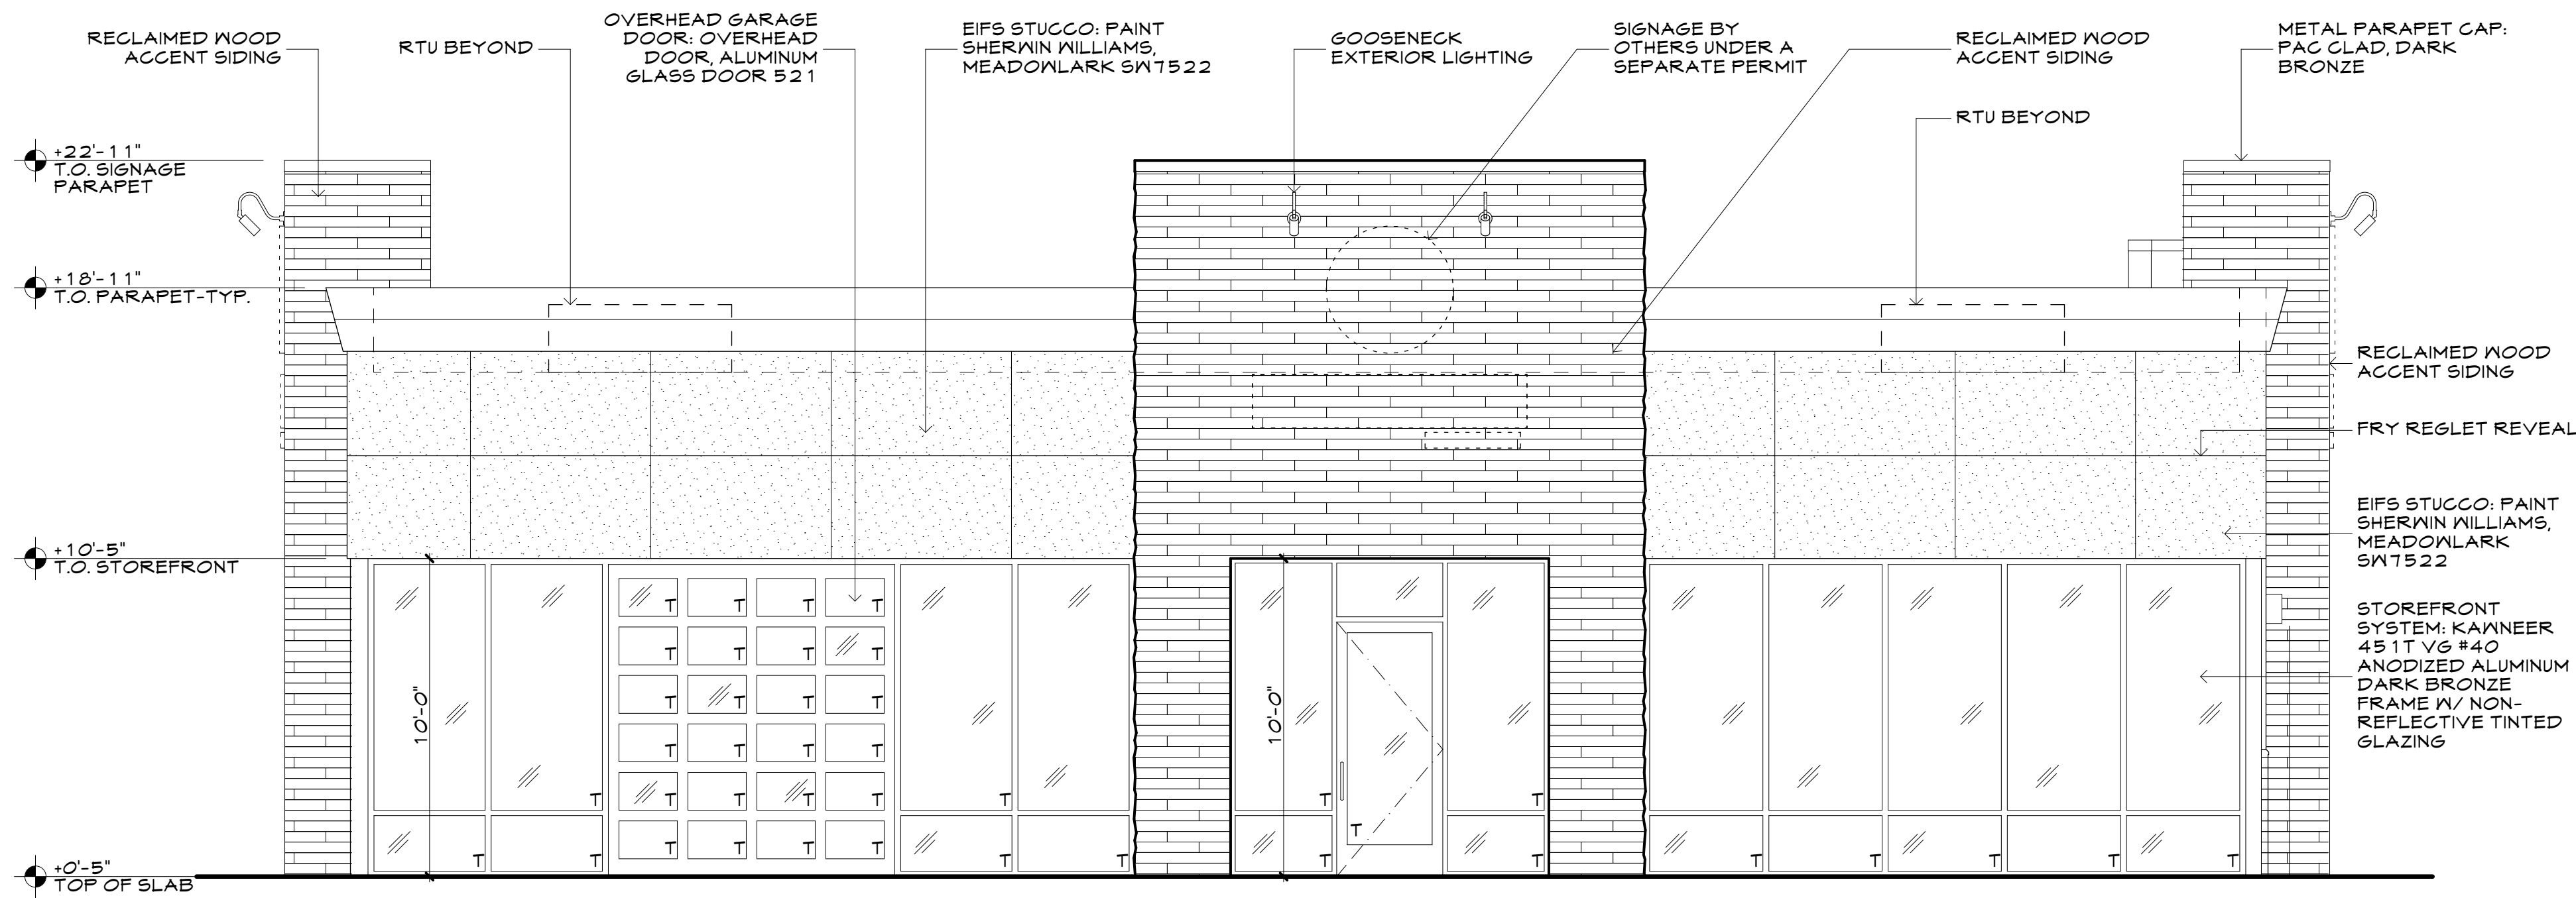 RECLAIMED WOOD
ACCENT SIDING
RTU BEYOND
OVERHEAD GARAGE
DOOR: OVERHEAD
DOOR, ALUMINUM
GLASS DOOR 521
EIFS STUCCO: PAINT
SHERWIN WILLIAMS,
MEADOWLARK SW7522
GOOSENECK
EXTERIOR LIGHTING
SIGNAGE BY
OTHERS UNDER A
SEPARATE PERMIT
RECLAIMED WOOD
ACCENT SIDING
METAL PARAPET CAP:
PAC CLAD, DARK
BRONZE
RTU BEYOND
+22'-11"
T.O. SIGNAGE
PARAPET
+18'-11"
T.O. PARAPET-TYP.
RECLAIMED WOOD
ACCENT SIDING
FRY REGLET REVEAL
EIFS STUCCO: PAINT
SHERWIN WILLIAMS,
MEADOWLARK
SW7522
+10'-5"
T.O. STOREFRONT
STOREFRONT
SYSTEM: KAWNEER
451T VG #40
ANODIZED ALUMINUM
DARK BRONZE
FRAME W/ NON-
REFLECTIVE TINTED
GLAZING
T T T T
T T T T
T T T T
10'-0"
10'-0"
T T T T
T T T T T T T T T
T
T T T T T T T T T T T T T T T
+0'-5"
TOP OF SLAB